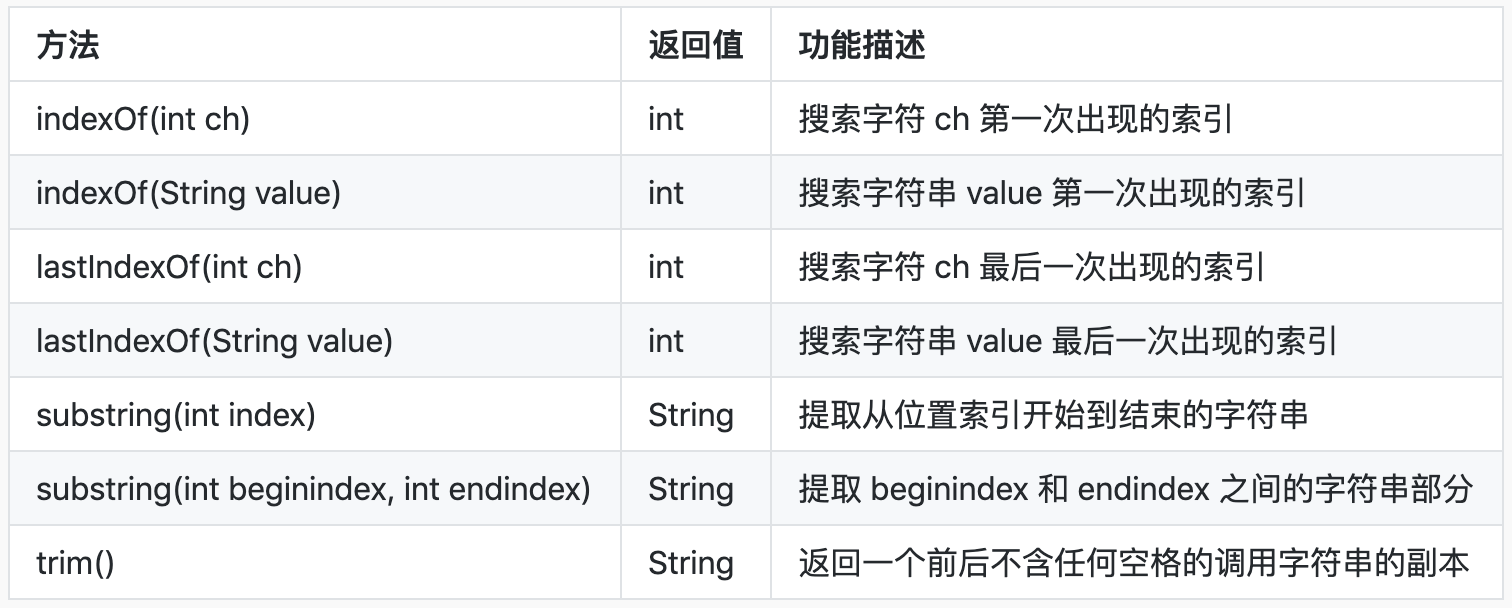 方法 返回值 功能描述
indexOf(int ch) int 搜索字符 ch 第一次出现的索引
indexOf(String value) int 搜索字符串 value 第一次出现的索引
lastIndexOf(int ch) int 搜索字符 ch 最后一次出现的索引
lastIndexOf(String value) int 搜索字符串 value 最后一次出现的索引
substring(int index) String 提取从位置索引开始到结束的字符串
substring(int beginindex, int endindex) String 提取 beginindex 和 endindex 之间的字符串部分
trim() String 返回一个前后不含任何空格的调用字符串的副本